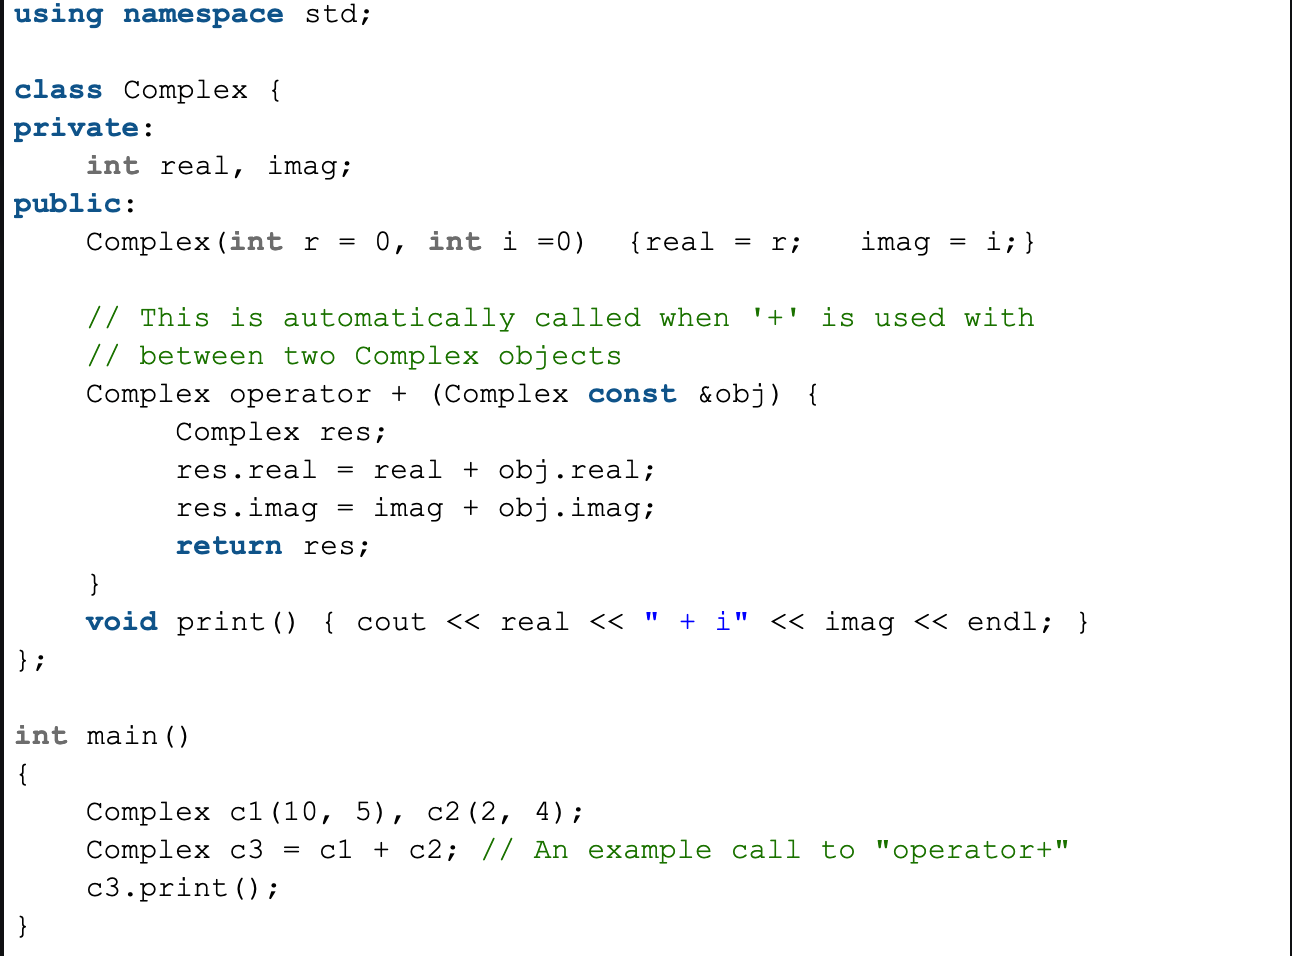 using namespace std;
class Complex {
private:
    int real, imag;
public:
    Complex(int r = 0, int i =0)  {real = r;   imag = i;}
    // This is automatically called when '+' is used with
    // between two Complex objects
    Complex operator + (Complex const &obj) {
         Complex res;
         res.real = real + obj.real;
         res.imag = imag + obj.imag;
         return res;
    }
    void print() { cout << real << " + i" << imag << endl; }
};
int main()
{
    Complex c1(10, 5), c2(2, 4);
    Complex c3 = c1 + c2; // An example call to "operator+"
    c3.print();
}